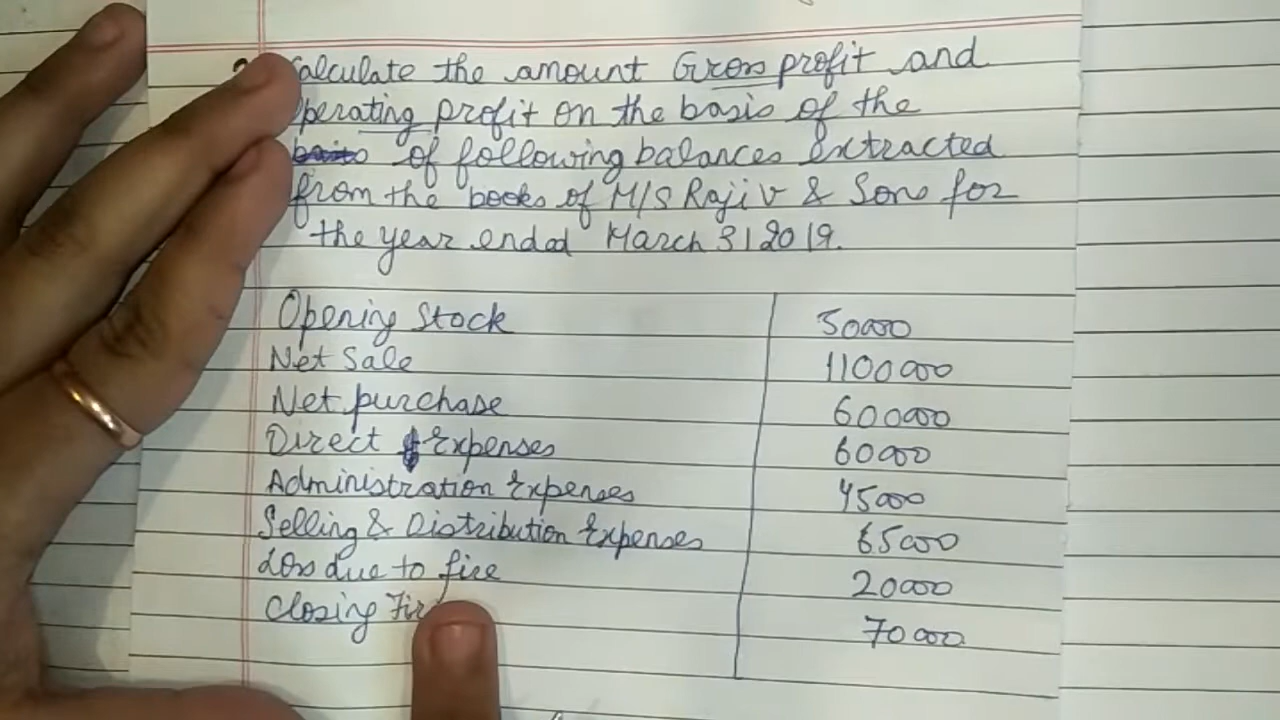 alculate the amount Gross profit and
perating profit on the basis of the
of following balances Extracted
from the books of M/S Rajiv & Sons for
the year ended March 31 2019.
Opening Stock 50000
Net Sale 1100000
Net purchase 600000
Direct Expenses 60000
Administration Expenses 45000
Selling & Distribution Expenses 65000
Loss due to fire 20000
Closing 70000